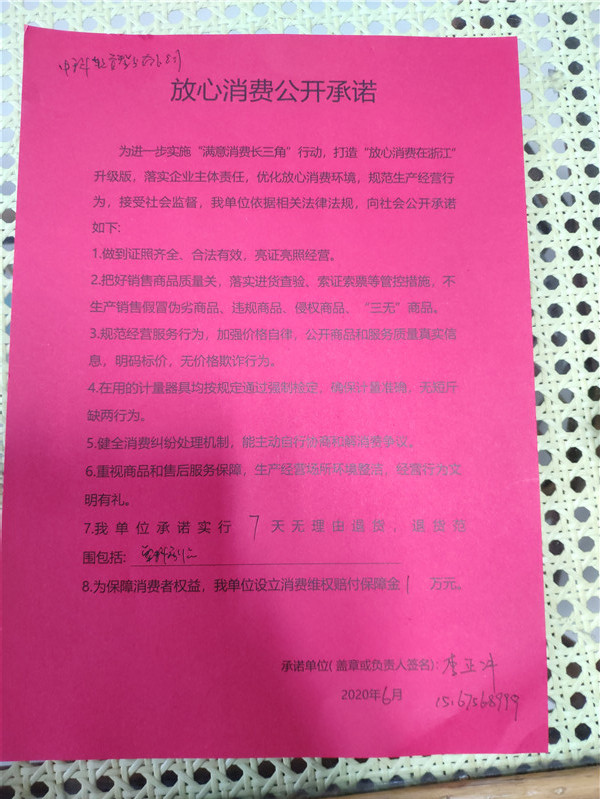 放心消费公开承诺
为进一步实施“满意消费长三角”行动，打造“放心消费在浙江”
升级版，落实企业主体责任，优化放心消费环境，规范生产经营行
为，接受社会监督，我单位依据相关法律法规，向社会公开承诺
如下:
1.做到证照齐全、合法有效，亮证亮照经营。
2.把好销售商品质量关，落实进货查验、索证索票等管控措施，不
生产销售假冒伪劣商品、违规商品、侵权商品、“三无”商品。
3.规范经营服务行为，加强价格自律，公开商品和服务质量真实信
息，明码标价，无价格欺诈行为。
4.在用的计量器具均按规定通过强制检定，确保计量准确，无短斤
缺两行为。
5.健全消费纠纷处理机制，能主动自行协商和解消费争议。
6.重视商品和售后服务保障，生产经营场所环境整洁，经营行为文
明有礼。
7.我单位承诺实行7天无理由退货，退货范
围包括:
8.为保障消费者权益，我单位设立消费维权赔付保障金1万元。
承诺单位(盖章或负责人签名):李亚冲
2020年6月
15167568999